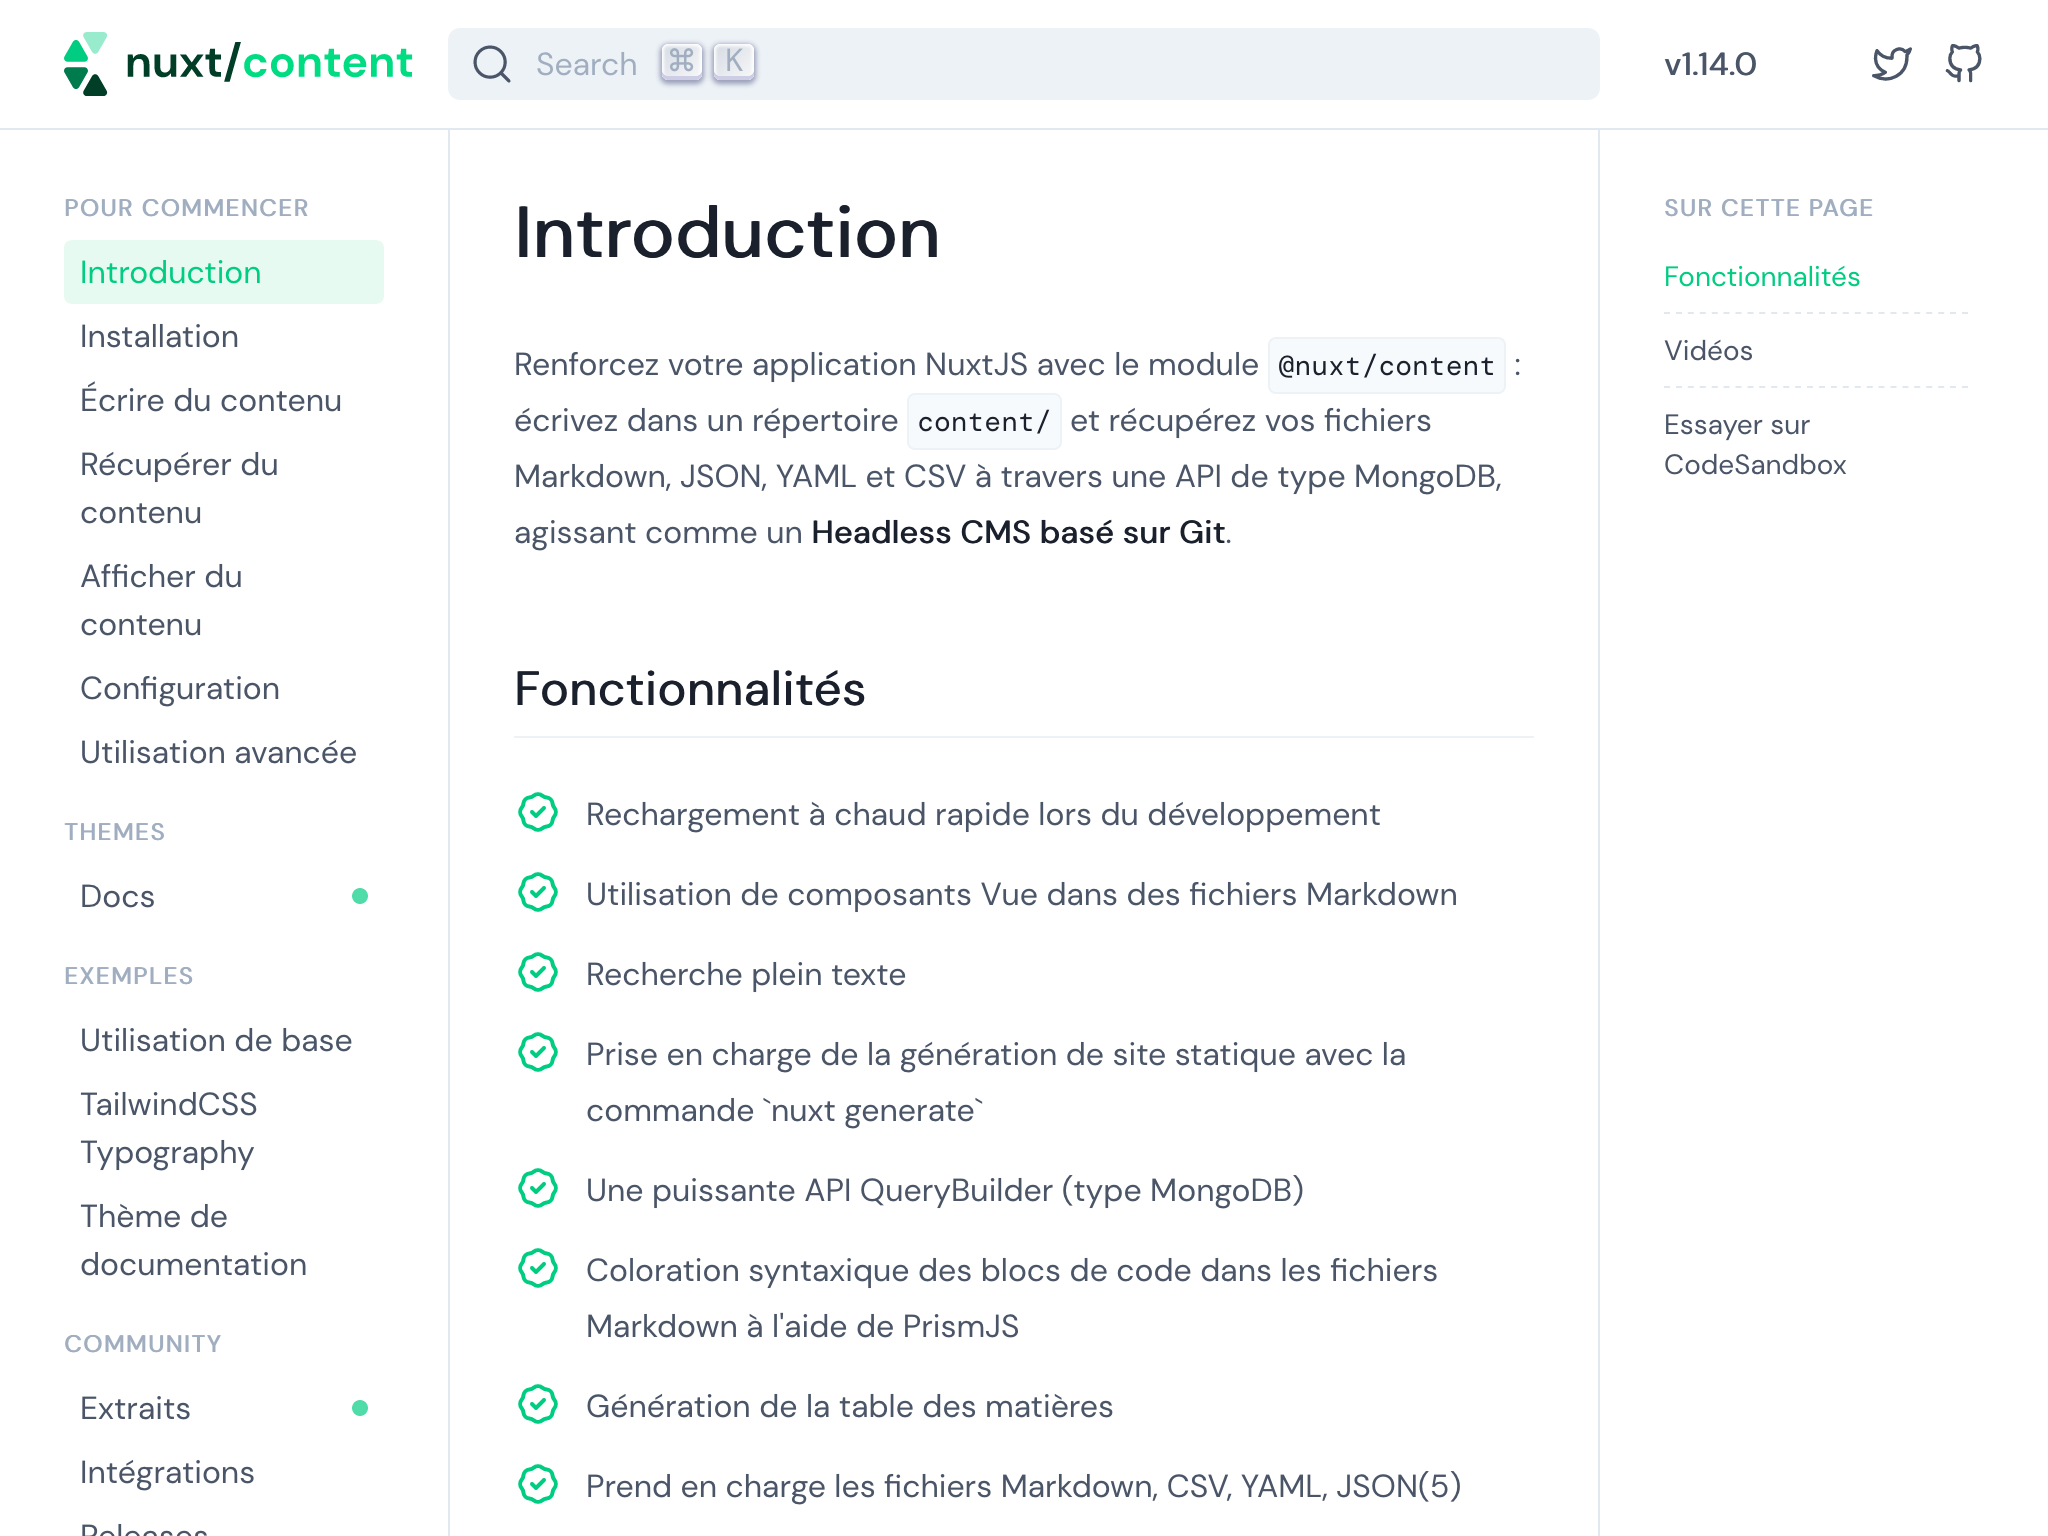 nuxt/content
Search ⌘ K
v1.14.0
POUR COMMENCER
Introduction
Installation
Écrire du contenu
Récupérer du
contenu
Afficher du
contenu
Configuration
Utilisation avancée
THEMES
Docs
EXEMPLES
Utilisation de base
TailwindCSS
Typography
Thème de
documentation
COMMUNITY
Extraits
Intégrations
Releases
Introduction
Renforcez votre application NuxtJS avec le module @nuxt/content :
écrivez dans un répertoire content/ et récupérez vos fichiers
Markdown, JSON, YAML et CSV à travers une API de type MongoDB,
agissant comme un Headless CMS basé sur Git.
Fonctionnalités
Rechargement à chaud rapide lors du développement
Utilisation de composants Vue dans des fichiers Markdown
Recherche plein texte
Prise en charge de la génération de site statique avec la
commande `nuxt generate`
Une puissante API QueryBuilder (type MongoDB)
Coloration syntaxique des blocs de code dans les fichiers
Markdown à l'aide de PrismJS
Génération de la table des matières
Prend en charge les fichiers Markdown, CSV, YAML, JSON(5)
SUR CETTE PAGE
Fonctionnalités
Vidéos
Essayer sur
CodeSandbox